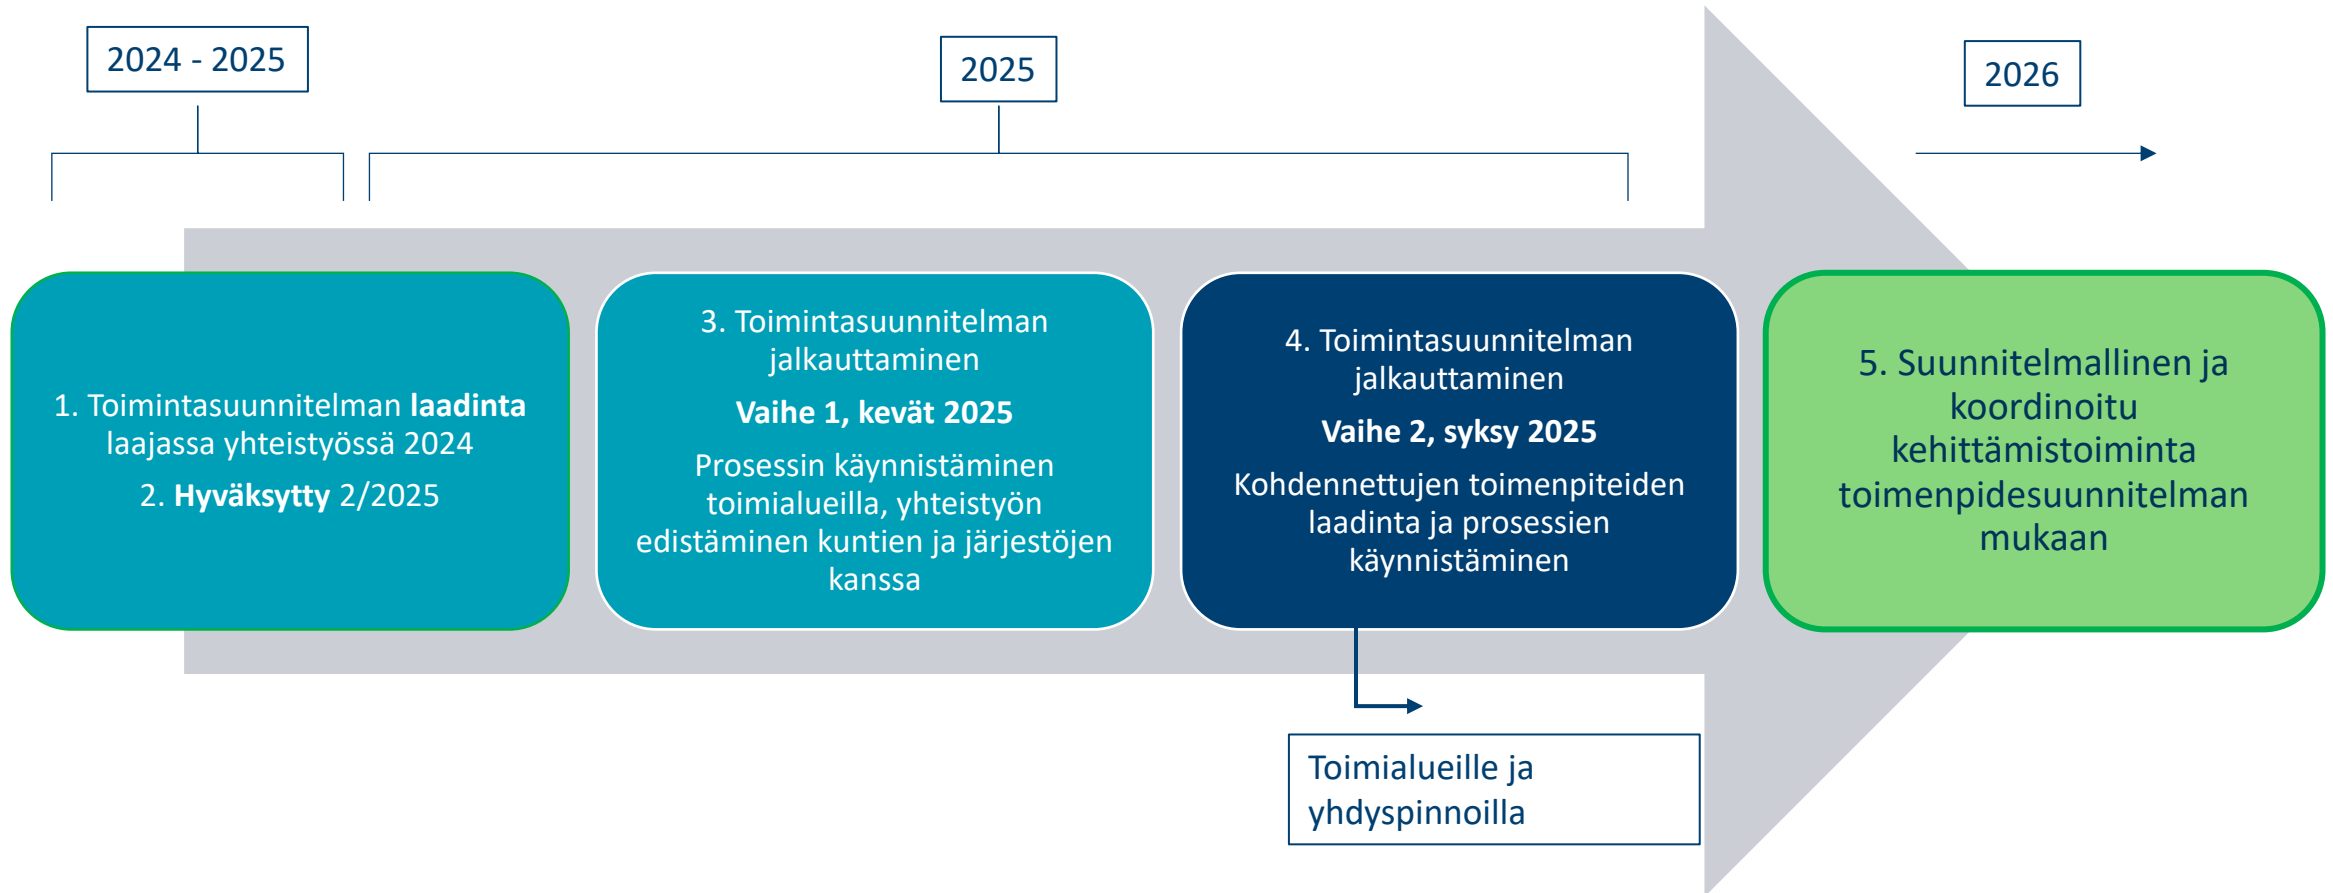 2024 - 2025
2025
2026
1. Toimintasuunnitelman laadinta
laajassa yhteistyössä 2024
2. Hyväksytty 2/2025
3. Toimintasuunnitelman
jalkauttaminen
Vaihe 1, kevät 2025
Prosessin käynnistäminen
toimialueilla, yhteistyön
edistäminen kuntien ja järjestöjen
kanssa
4. Toimintasuunnitelman
jalkauttaminen
Vaihe 2, syksy 2025
Kohdennettujen toimenpiteiden
laadinta ja prosessien
käynnistäminen
5. Suunnitelmallinen ja
koordinoitu
kehittämistoiminta
toimenpidesuunnitelman
mukaan
Toimialueille ja
yhdyspinnoilla